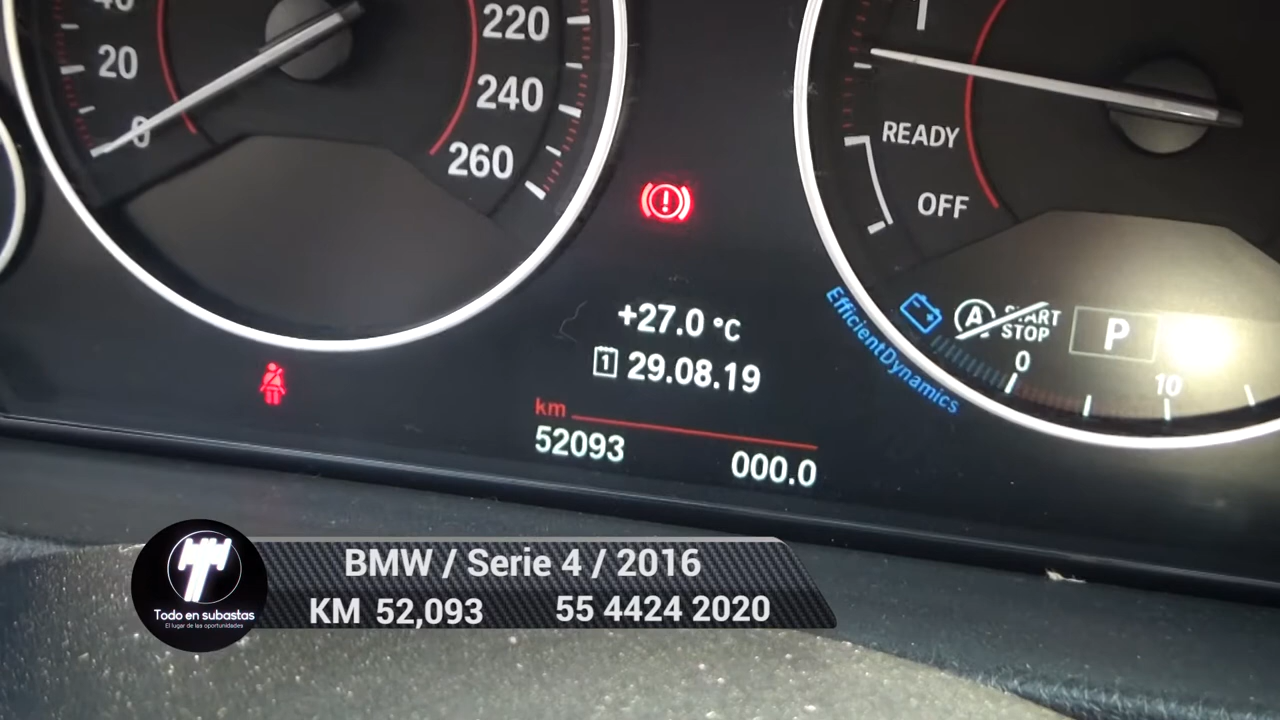 20
0
220
240
260
1
READY
OFF
+27.0 °C
1 29.08.19
km
52093 000.0
EfficientDynamics
A START STOP
P
0
10
BMW / Serie 4 / 2016
KM 52,093 55 4424 2020
Todo en subastas
El lugar de las oportunidades